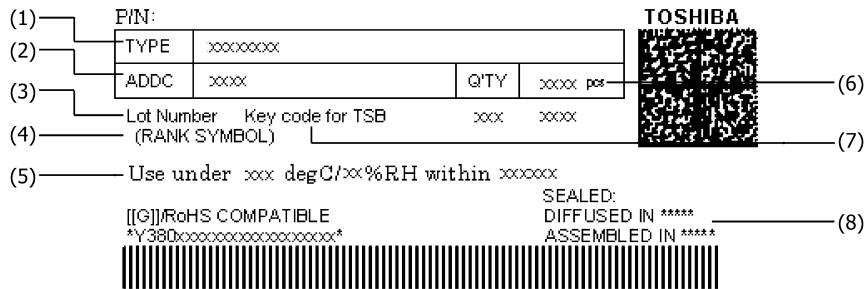 (1) P/N: TOSHIBA
TYPE xxxxxxxx
(2)
ADDC xxxx Q'TY xxxx pcs (6)
(3) Lot Number Key code for TSB xxx xxxx
(4) (RANK SYMBOL) (7)
(5) Use under xxx degC/xx%RH within xxxxxx
SEALED:
[[G]]/RoHS COMPATIBLE DIFFUSED IN ***** (8)
*Y380xxxxxxxxxxxxxxxxxx* ASSEMBLED IN *****